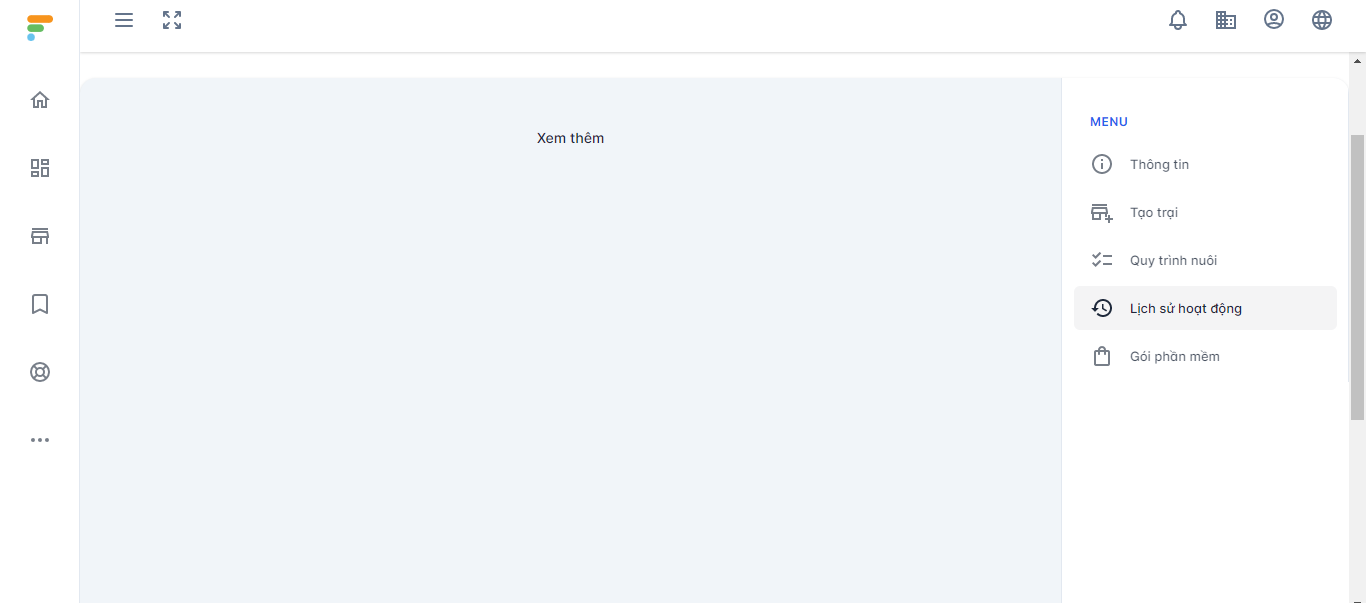 Xem thêm
MENU
Thông tin
Tạo trại
Quy trình nuôi
Lịch sử hoạt động
Gói phần mềm